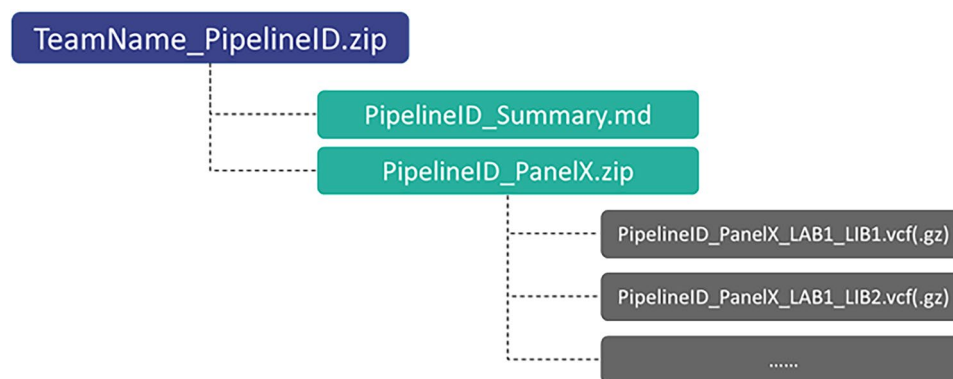 TeamName_PipelineID.zip
PipelineID_Summary.md
PipelineID_PanelX.zip
PipelineID_PanelX_LAB1_LIB1.vcf(.gz)
PipelineID_PanelX_LAB1_LIB2.vcf(.gz)
......